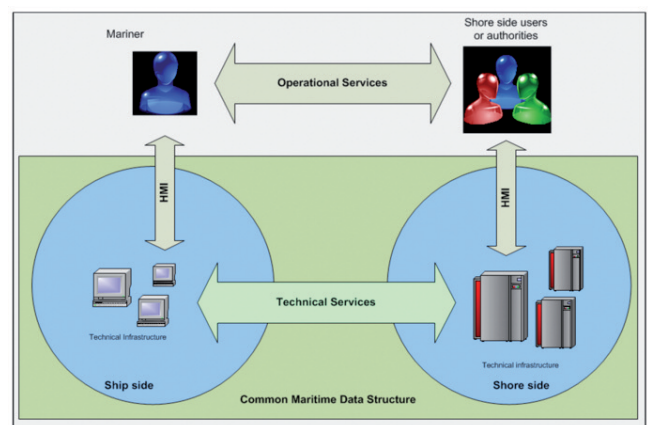 Mariner
Shore side users
or authorities
Operational Services
HMI
HMI
Technical Services
Technical Infrastructure
Technical infrastructure
Ship side
Shore side
Common Maritime Data Structure